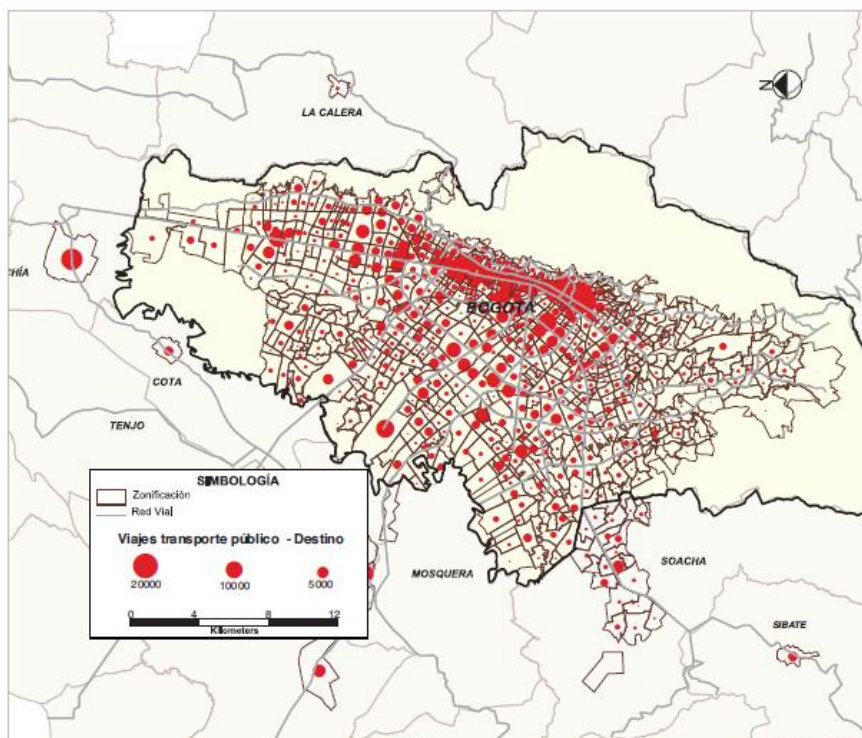 N
LA CALERA
CHÍA
BOGOTÁ
COTA
TENJO
SIMBOLOGÍA
Zonificación
Red Vial
Viajes transporte público - Destino
20000 10000 5000
0 4 8 12
Kilometers
MOSQUERA
SOACHA
SIBATE